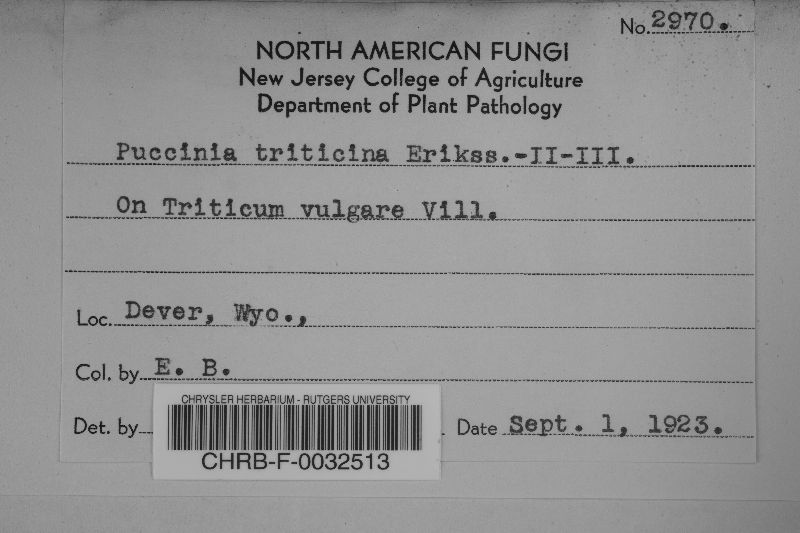 No. 2970.
NORTH AMERICAN FUNGI
New Jersey College of Agriculture
Department of Plant Pathology
Puccinia triticina Erikss.-II-III.
On Triticum vulgare Vill.
Loc. Dever, Wyo.,
Col. by E. B.
Det. by
Date Sept. 1, 1923.
CHRYSLER HERBARIUM - RUTGERS UNIVERSITY
CHRB-F-0032513